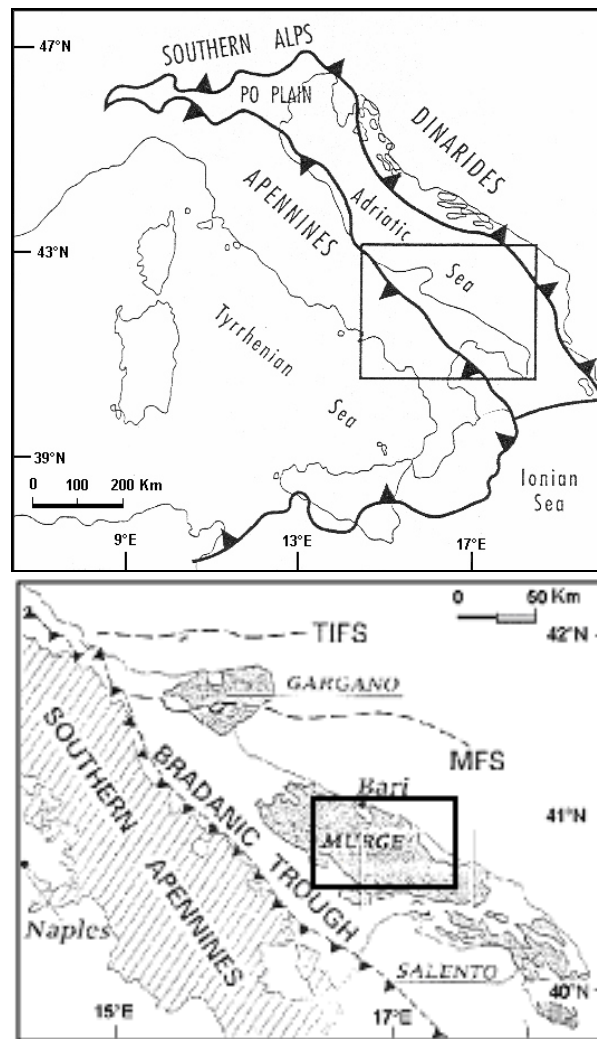 47°N
SOUTHERN ALPS
PO PLAIN
DINARIDES
APENNINES
Adriatic
Sea
43°N
Tyrrhenian
Sea
39°N
0 100 200 Km
Ionian
Sea
9°E 13°E 17°E
0 50 Km
TIFS
42°N
GARGANO
MFS
SOUTHERN
APENNINES
BRADANIC TROUGH
Bari
41°N
MURGE
Naples
SALENTO
40°N
15°E 17°E